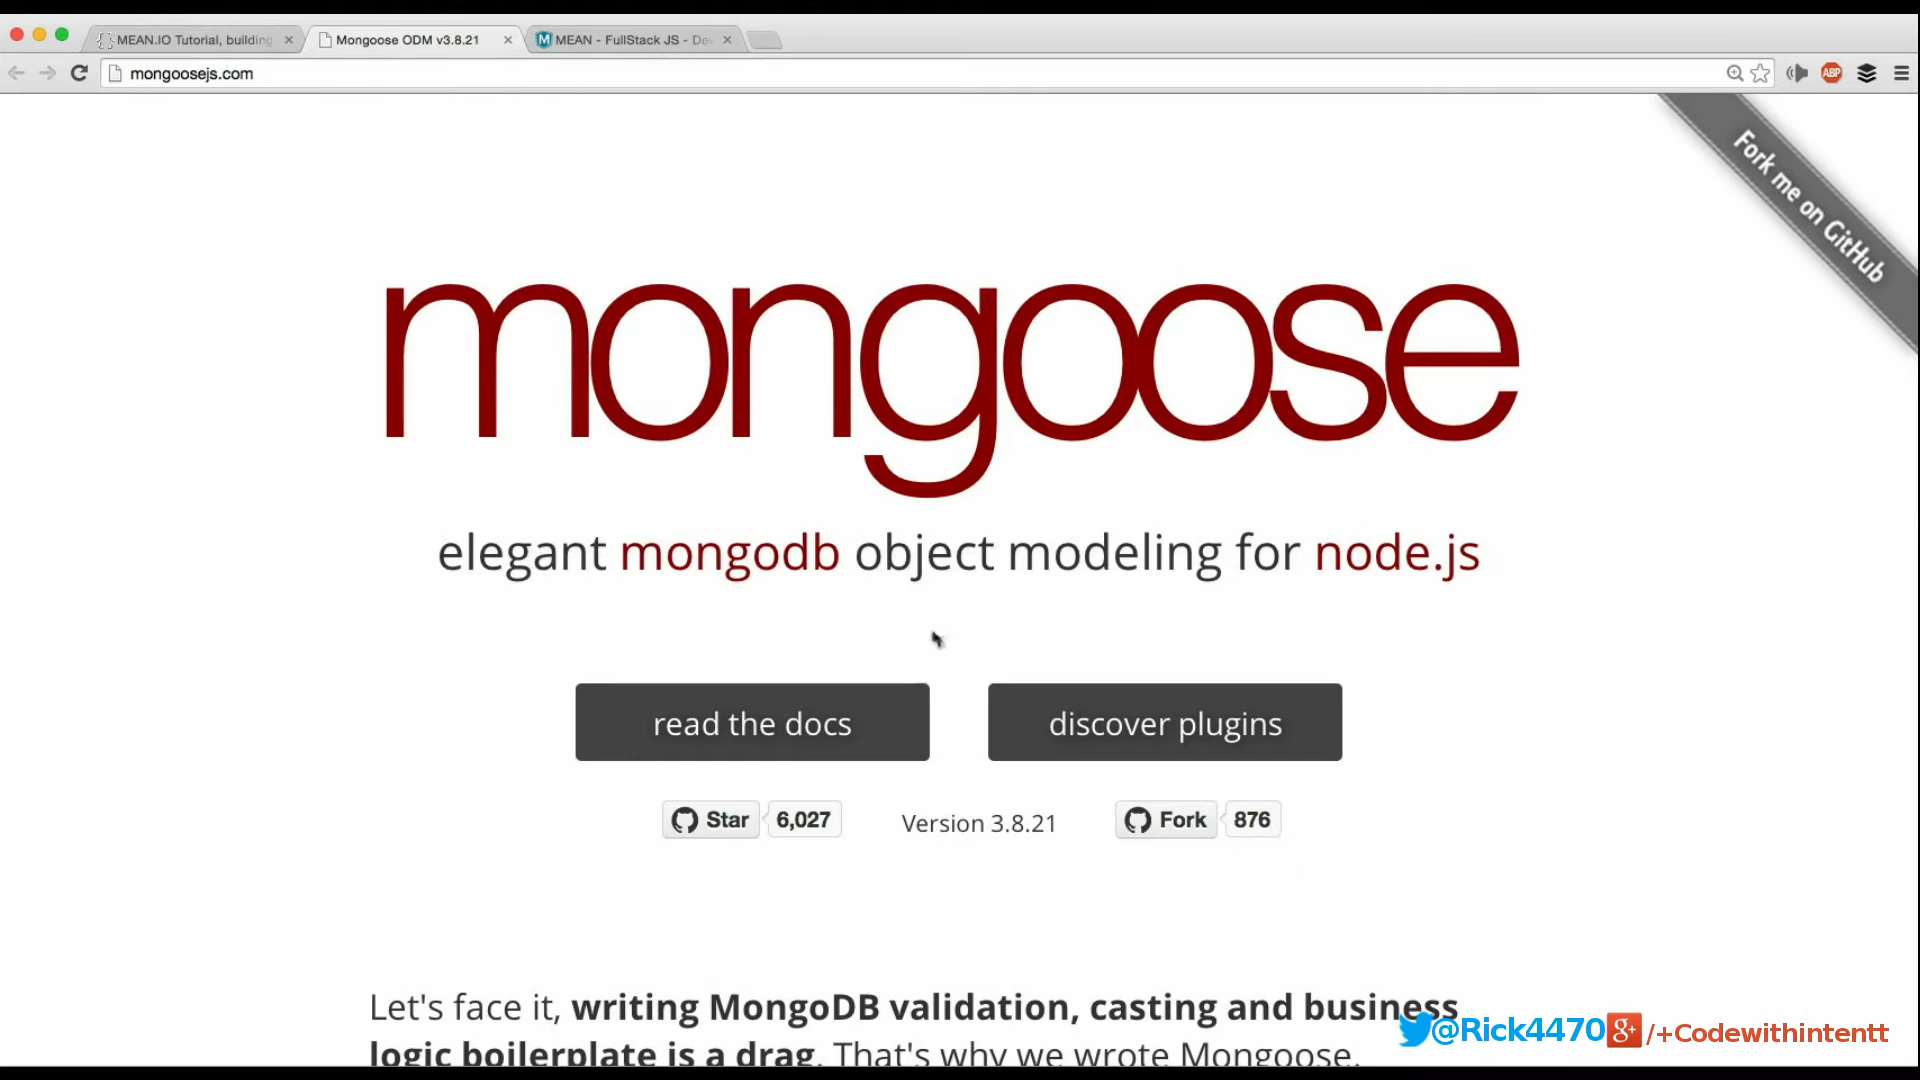 MEAN.IO Tutorial, building
Mongoose ODM v3.8.21
MEAN - FullStack JS - De
mongoosejs.com
ABP
Fork me on GitHub
mongoose
elegant mongodb object modeling for node.js
read the docs
discover plugins
Star 6,027
Version 3.8.21
Fork 876
Let's face it, writing MongoDB validation, casting and business
logic boilerplate is a drag. That's why we wrote Mongoose.
@Rick4470 g+ /+Codewithintentt